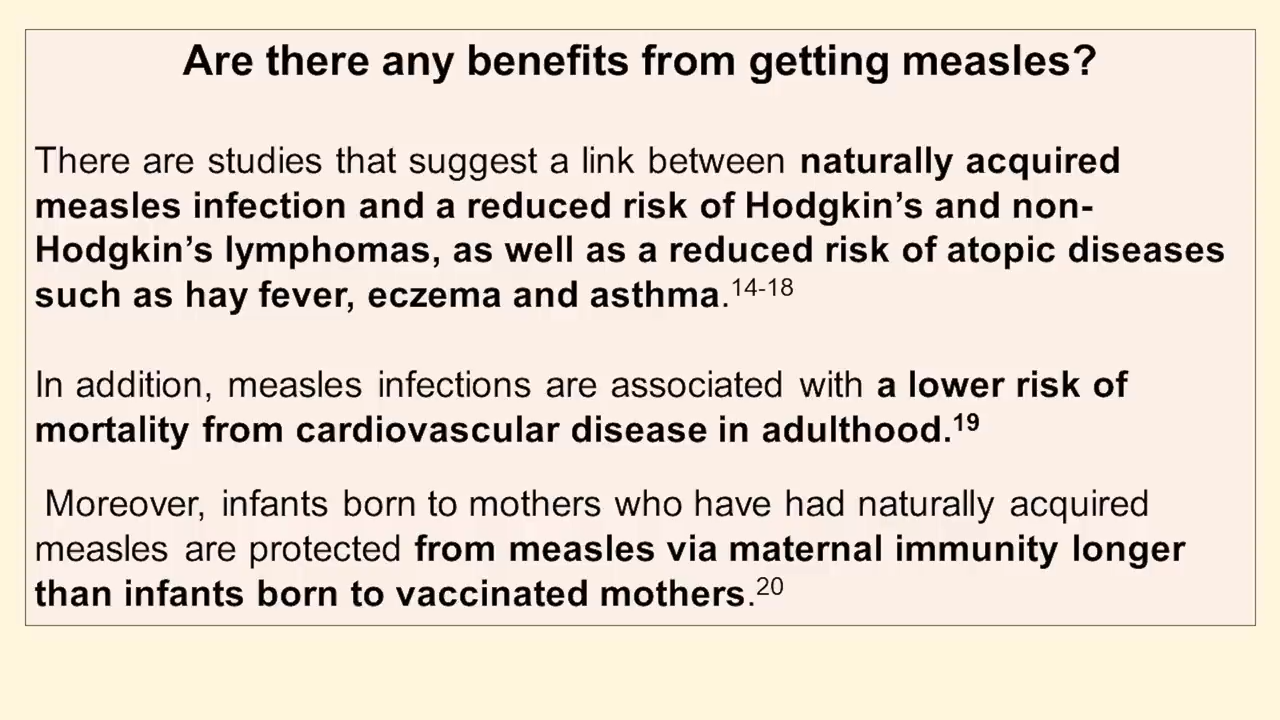 Are there any benefits from getting measles?
There are studies that suggest a link between naturally acquired
measles infection and a reduced risk of Hodgkin’s and non-
Hodgkin’s lymphomas, as well as a reduced risk of atopic diseases
such as hay fever, eczema and asthma.14-18
In addition, measles infections are associated with a lower risk of
mortality from cardiovascular disease in adulthood.19
Moreover, infants born to mothers who have had naturally acquired
measles are protected from measles via maternal immunity longer
than infants born to vaccinated mothers.20